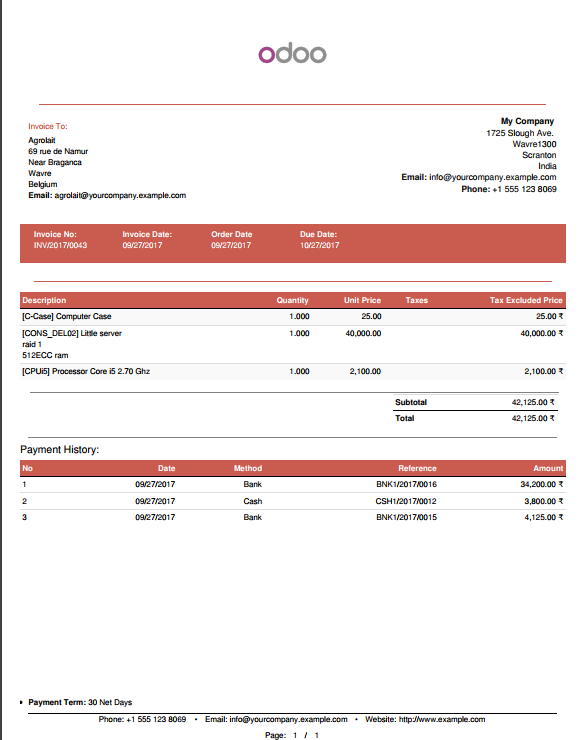 odoo
Invoice To:
Agrolait
69 rue de Namur
Near Braganca
Wavre
Belgium
Email: agrolait@yourcompany.example.com
My Company
1725 Slough Ave.
Wavre1300
Scranton
India
Email: info@yourcompany.example.com
Phone: +1 555 123 8069
Invoice No: Invoice Date: Order Date Due Date:
INV/2017/0043 09/27/2017 09/27/2017 10/27/2017
Description Quantity Unit Price Taxes Tax Excluded Price
[C-Case] Computer Case 1.000 25.00 25.00 ₹
[CONS_DEL02] Little server 1.000 40,000.00 40,000.00 ₹
raid 1
512ECC ram
[CPUi5] Processor Core i5 2.70 Ghz 1.000 2,100.00 2,100.00 ₹
Subtotal 42,125.00 ₹
Total 42,125.00 ₹
Payment History:
No Date Method Reference Amount
1 09/27/2017 Bank BNK1/2017/0016 34,200.00 ₹
2 09/27/2017 Cash CSH1/2017/0012 3,800.00 ₹
3 09/27/2017 Bank BNK1/2017/0015 4,125.00 ₹
• Payment Term: 30 Net Days
Phone: +1 555 123 8069 • Email: info@yourcompany.example.com • Website: http://www.example.com
Page: 1 / 1